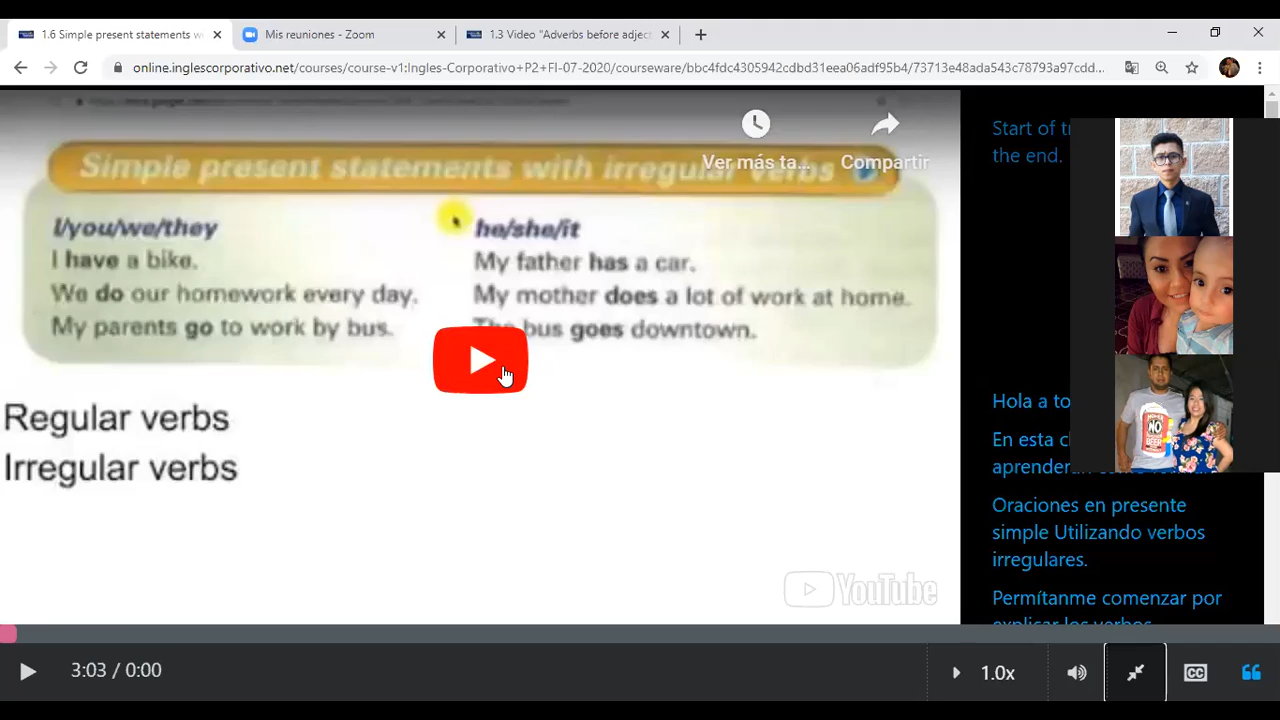 1.6 Simple present statements w
Mis reuniones - Zoom
1.3 Video "Adverbs before adject
online.inglescorporativo.net/courses/course-v1:Ingles-Corporativo+P2+FI-07-2020/courseware/bbc4fdc4305942cdbd31eea06adf95b4/73713e48ada543c78793a97cdd...
Simple present statements with irregular verbs
Ver más ta...
Compartir
I/you/we/they
I have a bike.
We do our homework every day.
My parents go to work by bus.
he/she/it
My father has a car.
My mother does a lot of work at home.
The bus goes downtown.
Regular verbs
Irregular verbs
YouTube
Start of
the end.
Hola a
En esta
Oraciones en presente
simple Utilizando verbos
irregulares.
Permítanme comenzar por
explicar los verbos
NO
BEER
3:03 / 0:00
1.0x
CC